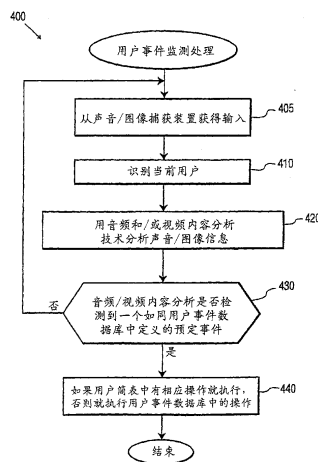 400
用户事件监测处理
从声音/图像捕获装置获得输入
405
识别当前用户
410
用音频和/或视频内容分析
技术分析声音/图像信息
420
音频/视频内容分析是否检
测到一个如同用户事件数
据库中定义的预定事件
430
否
是
如果用户简表中有相应操作就执行,
否则就执行用户事件数据库中的操作
440
结束